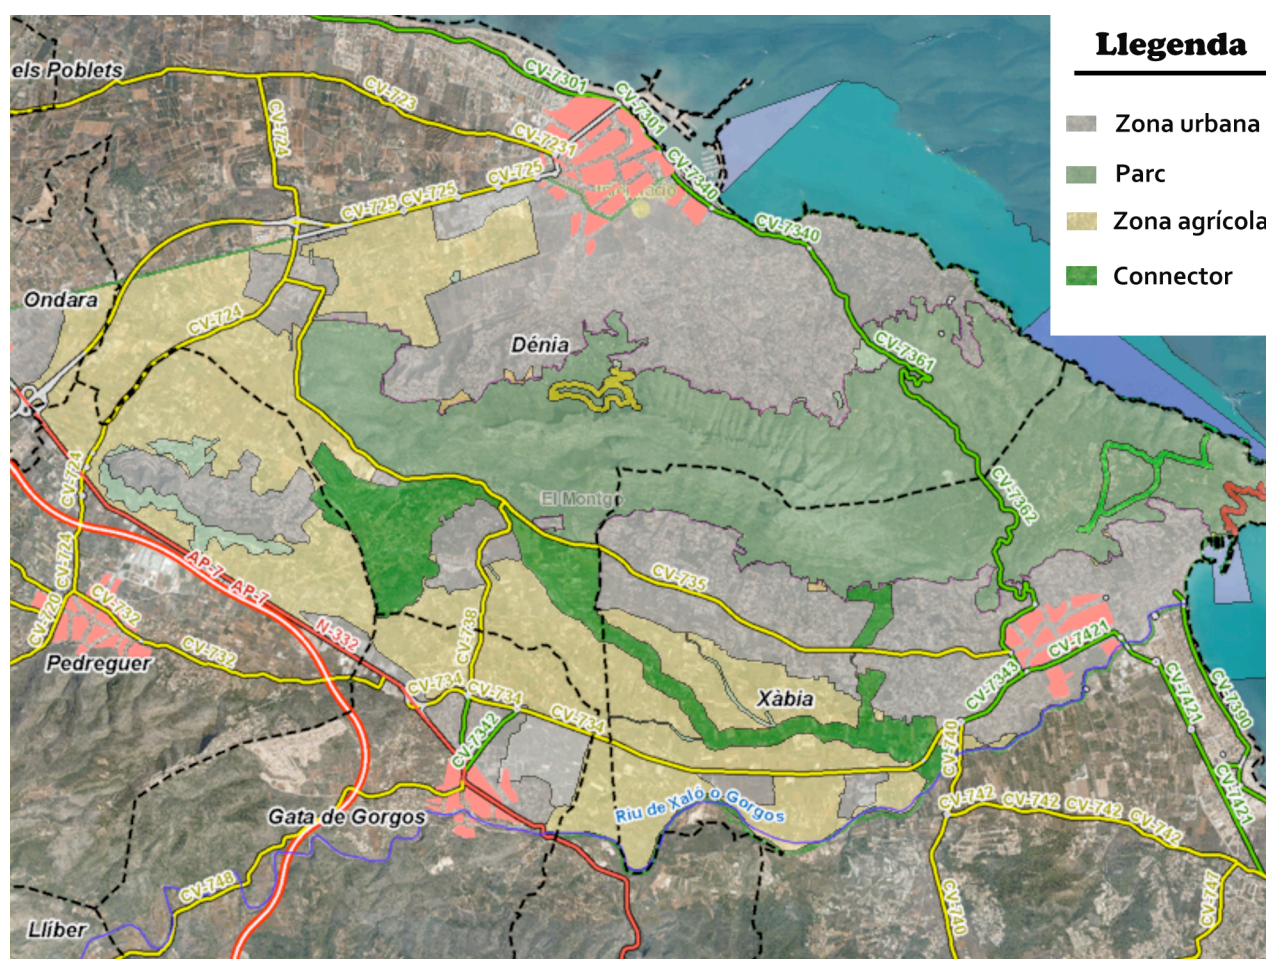 Llegenda
Zona urbana
Parc
Zona agrícola
Connector
els Poblets
CV-7301
CV-723
CV-7301
CV-724
CV-7231
CV-725
CV-7340
CV-725
CV-725
CV-7340
Ondara
CV-724
Dénia
CV-7361
CV-724
El Montgó
CV-7362
CV-724
AP-7
AP-7
CV-735
CV-720
CV-732
N-332
CV-738
CV-7421
CV-732
Pedreguer
CV-734
CV-734
CV-7343
Xàbia
CV-7421
CV-7390
CV-734
CV-7342
CV-740
Riu de Xaló o Gorgos
CV-742
CV-742
CV-742
CV-742
CV-7421
Gata de Gorgos
CV-748
CV-747
CV-740
Llíber